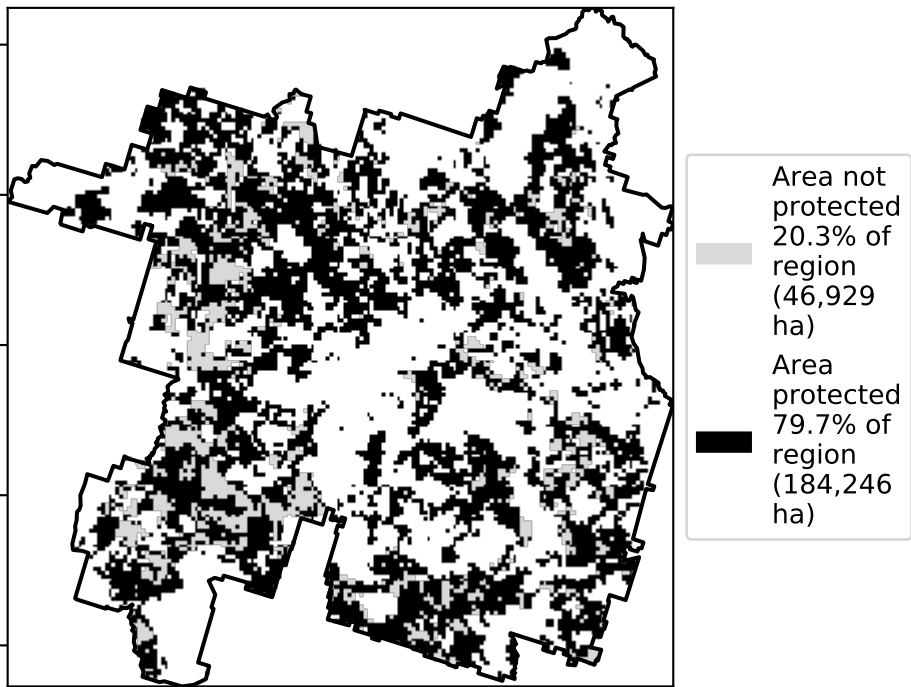 Area not
protected
20.3% of
region
(46,929
ha)
Area
protected
79.7% of
region
(184,246
ha)